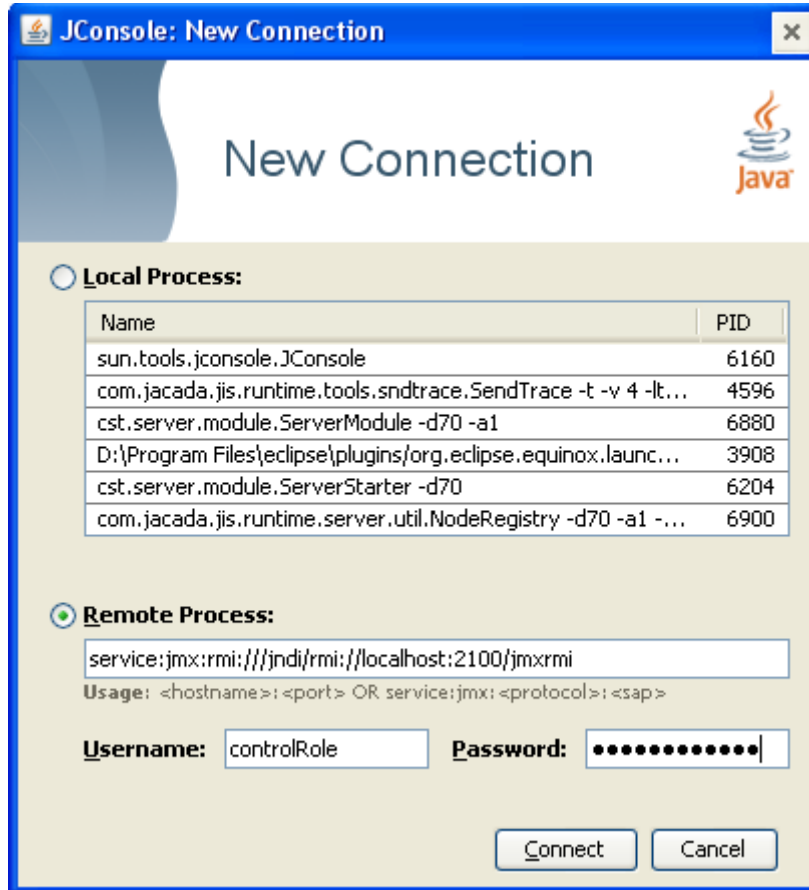 JConsole: New Connection
New Connection
Java
Local Process:
Name PID
sun.tools.jconsole.JConsole 6160
com.jacada.jis.runtime.tools.sndtrace.SendTrace -t -v 4 -lt... 4596
cst.server.module.ServerModule -d70 -a1 6880
D:\Program Files\eclipse\plugins/org.eclipse.equinox.launc... 3908
cst.server.module.ServerStarter -d70 6204
com.jacada.jis.runtime.server.util.NodeRegistry -d70 -a1 -... 6900
Remote Process:
service:jmx:rmi:///jndi/rmi://localhost:2100/jmxrmi
Usage: <hostname>:<port> OR service:jmx:<protocol>:<sap>
Username: controlRole Password: •••••••••••••
Connect Cancel